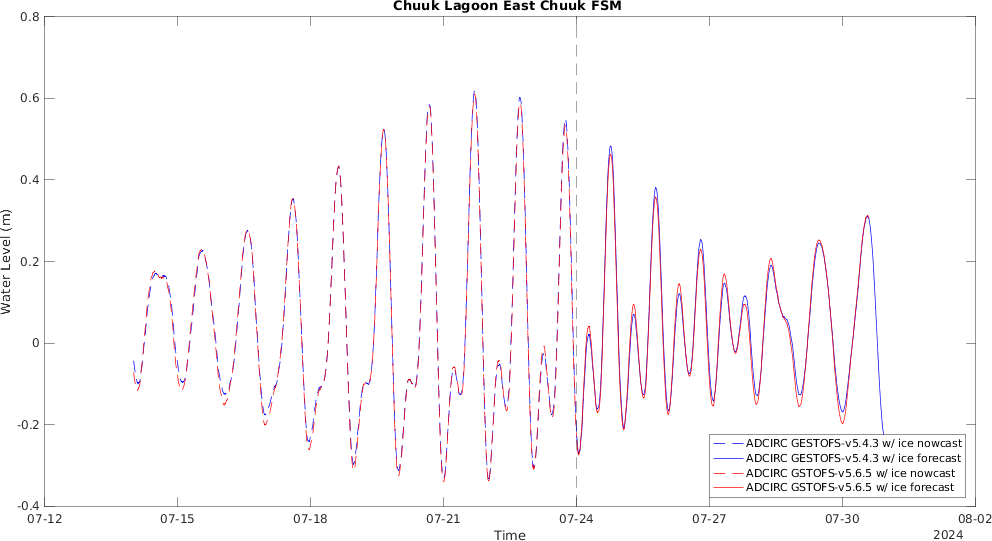 Chuuk Lagoon East Chuuk FSM
0.8
0.6
0.4
0.2
0
-0.2
-0.4
Water Level (m)
07-12
07-15
07-18
07-21
07-24
07-27
07-30
08-02
Time
2024
ADCIRC GESTOFS-v5.4.3 w/ ice nowcast
ADCIRC GESTOFS-v5.4.3 w/ ice forecast
ADCIRC GSTOFS-v5.6.5 w/ ice nowcast
ADCIRC GSTOFS-v5.6.5 w/ ice forecast